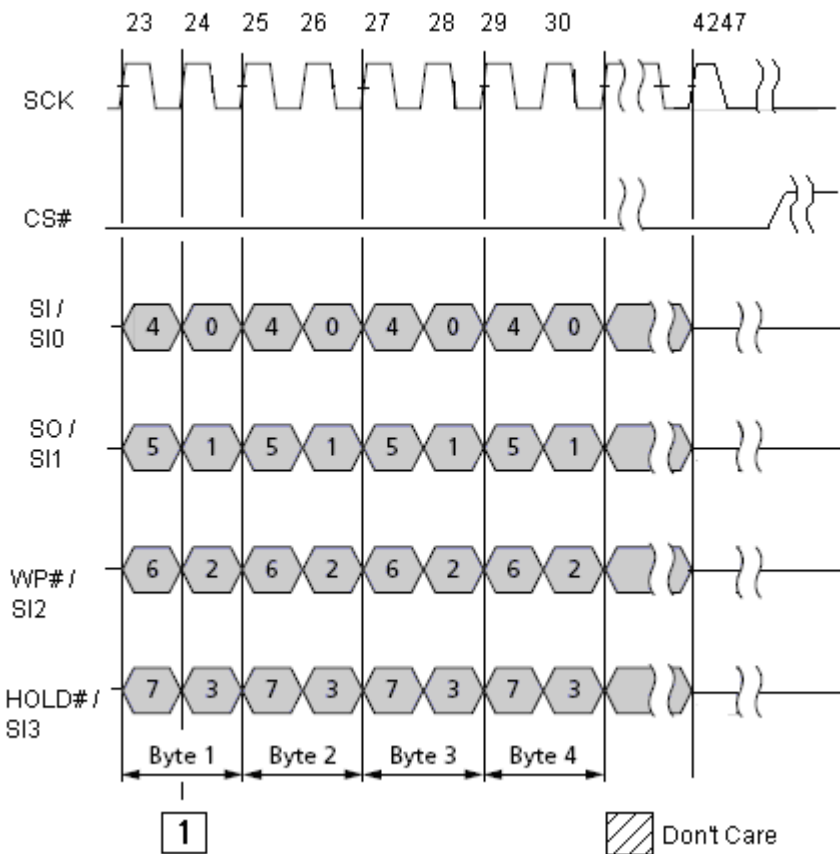 23 24 25 26 27 28 29 30 4247
SCK
CS#
SI /
SI0
4 0 4 0 4 0 4 0
SO /
SI1
5 1 5 1 5 1 5 1
WP# /
SI2
6 2 6 2 6 2 6 2
HOLD# /
SI3
7 3 7 3 7 3 7 3
Byte 1 Byte 2 Byte 3 Byte 4
1
Don't Care